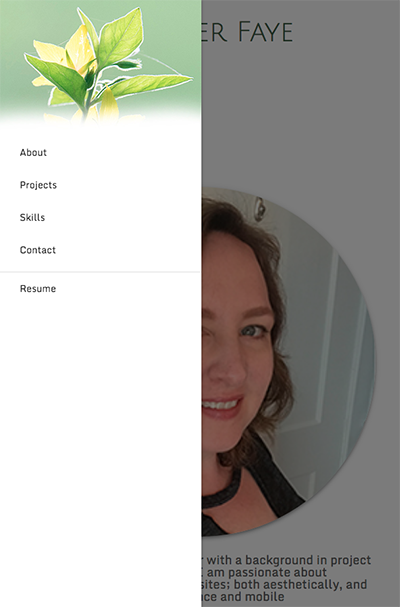 ER FAYE
About
Projects
Skills
Contact
Resume
with a background in project
I am passionate about
sites; both aesthetically, and
and mobile